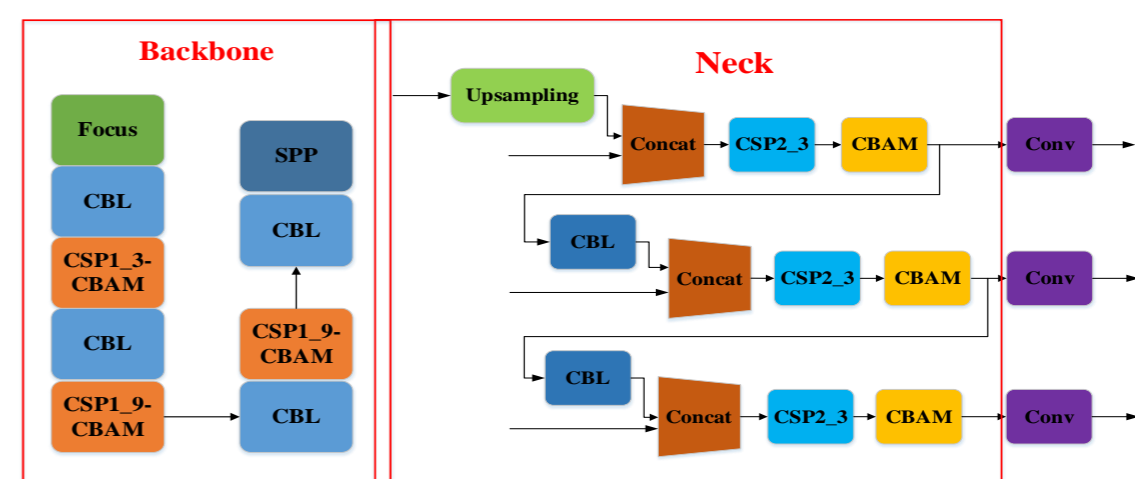 Backbone
Focus
CBL
CSP1_3-
CBAM
CBL
CSP1_9-
CBAM
SPP
CBL
CSP1_9-
CBAM
CBL
Neck
Upsampling
Concat
CSP2_3
CBAM
Conv
CBL
Concat
CSP2_3
CBAM
Conv
CBL
Concat
CSP2_3
CBAM
Conv